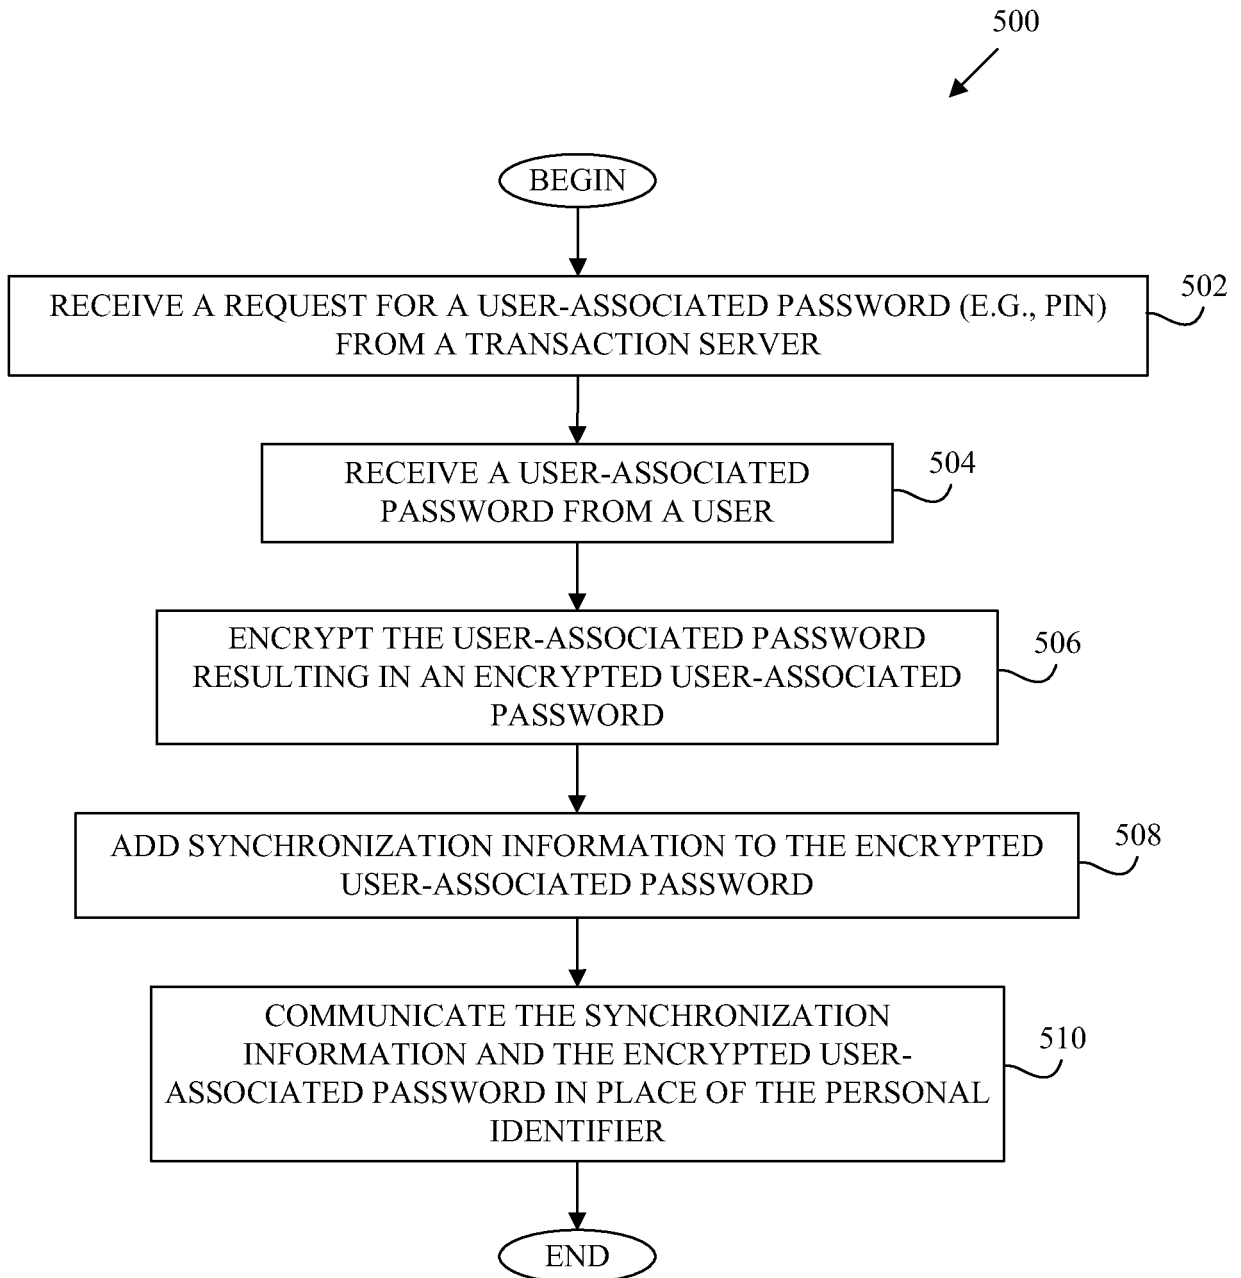 500
BEGIN
RECEIVE A REQUEST FOR A USER-ASSOCIATED PASSWORD (E.G., PIN)
FROM A TRANSACTION SERVER
502
RECEIVE A USER-ASSOCIATED
PASSWORD FROM A USER
504
ENCRYPT THE USER-ASSOCIATED PASSWORD
RESULTING IN AN ENCRYPTED USER-ASSOCIATED
PASSWORD
506
ADD SYNCHRONIZATION INFORMATION TO THE ENCRYPTED
USER-ASSOCIATED PASSWORD
508
COMMUNICATE THE SYNCHRONIZATION
INFORMATION AND THE ENCRYPTED USER-
ASSOCIATED PASSWORD IN PLACE OF THE PERSONAL
IDENTIFIER
510
END